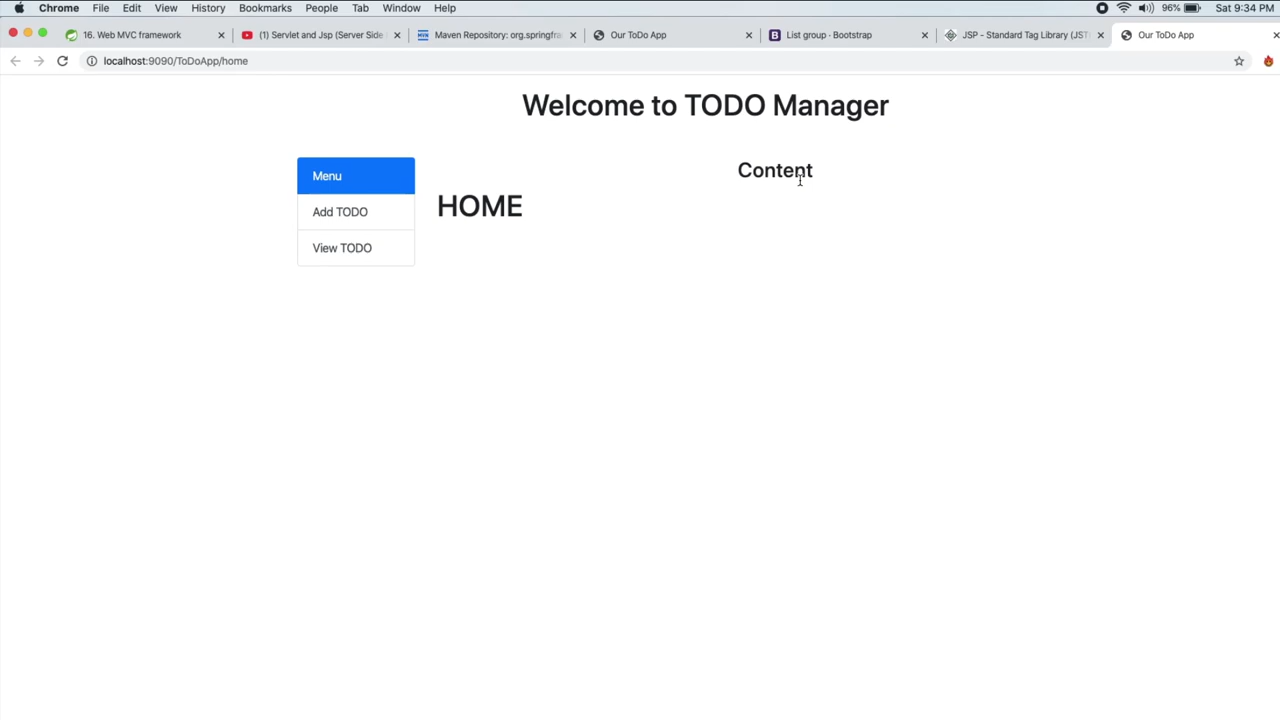 Chrome File Edit View History Bookmarks People Tab Window Help 96% Sat 9:34 PM
16. Web MVC framework (1) Servlet and Jsp (Server Side Maven Repository: org.springfra Our ToDo App List group · Bootstrap JSP - Standard Tag Library (JSTL Our ToDo App
localhost:9090/ToDoApp/home
Welcome to TODO Manager
Menu
Add TODO
View TODO
Content
HOME